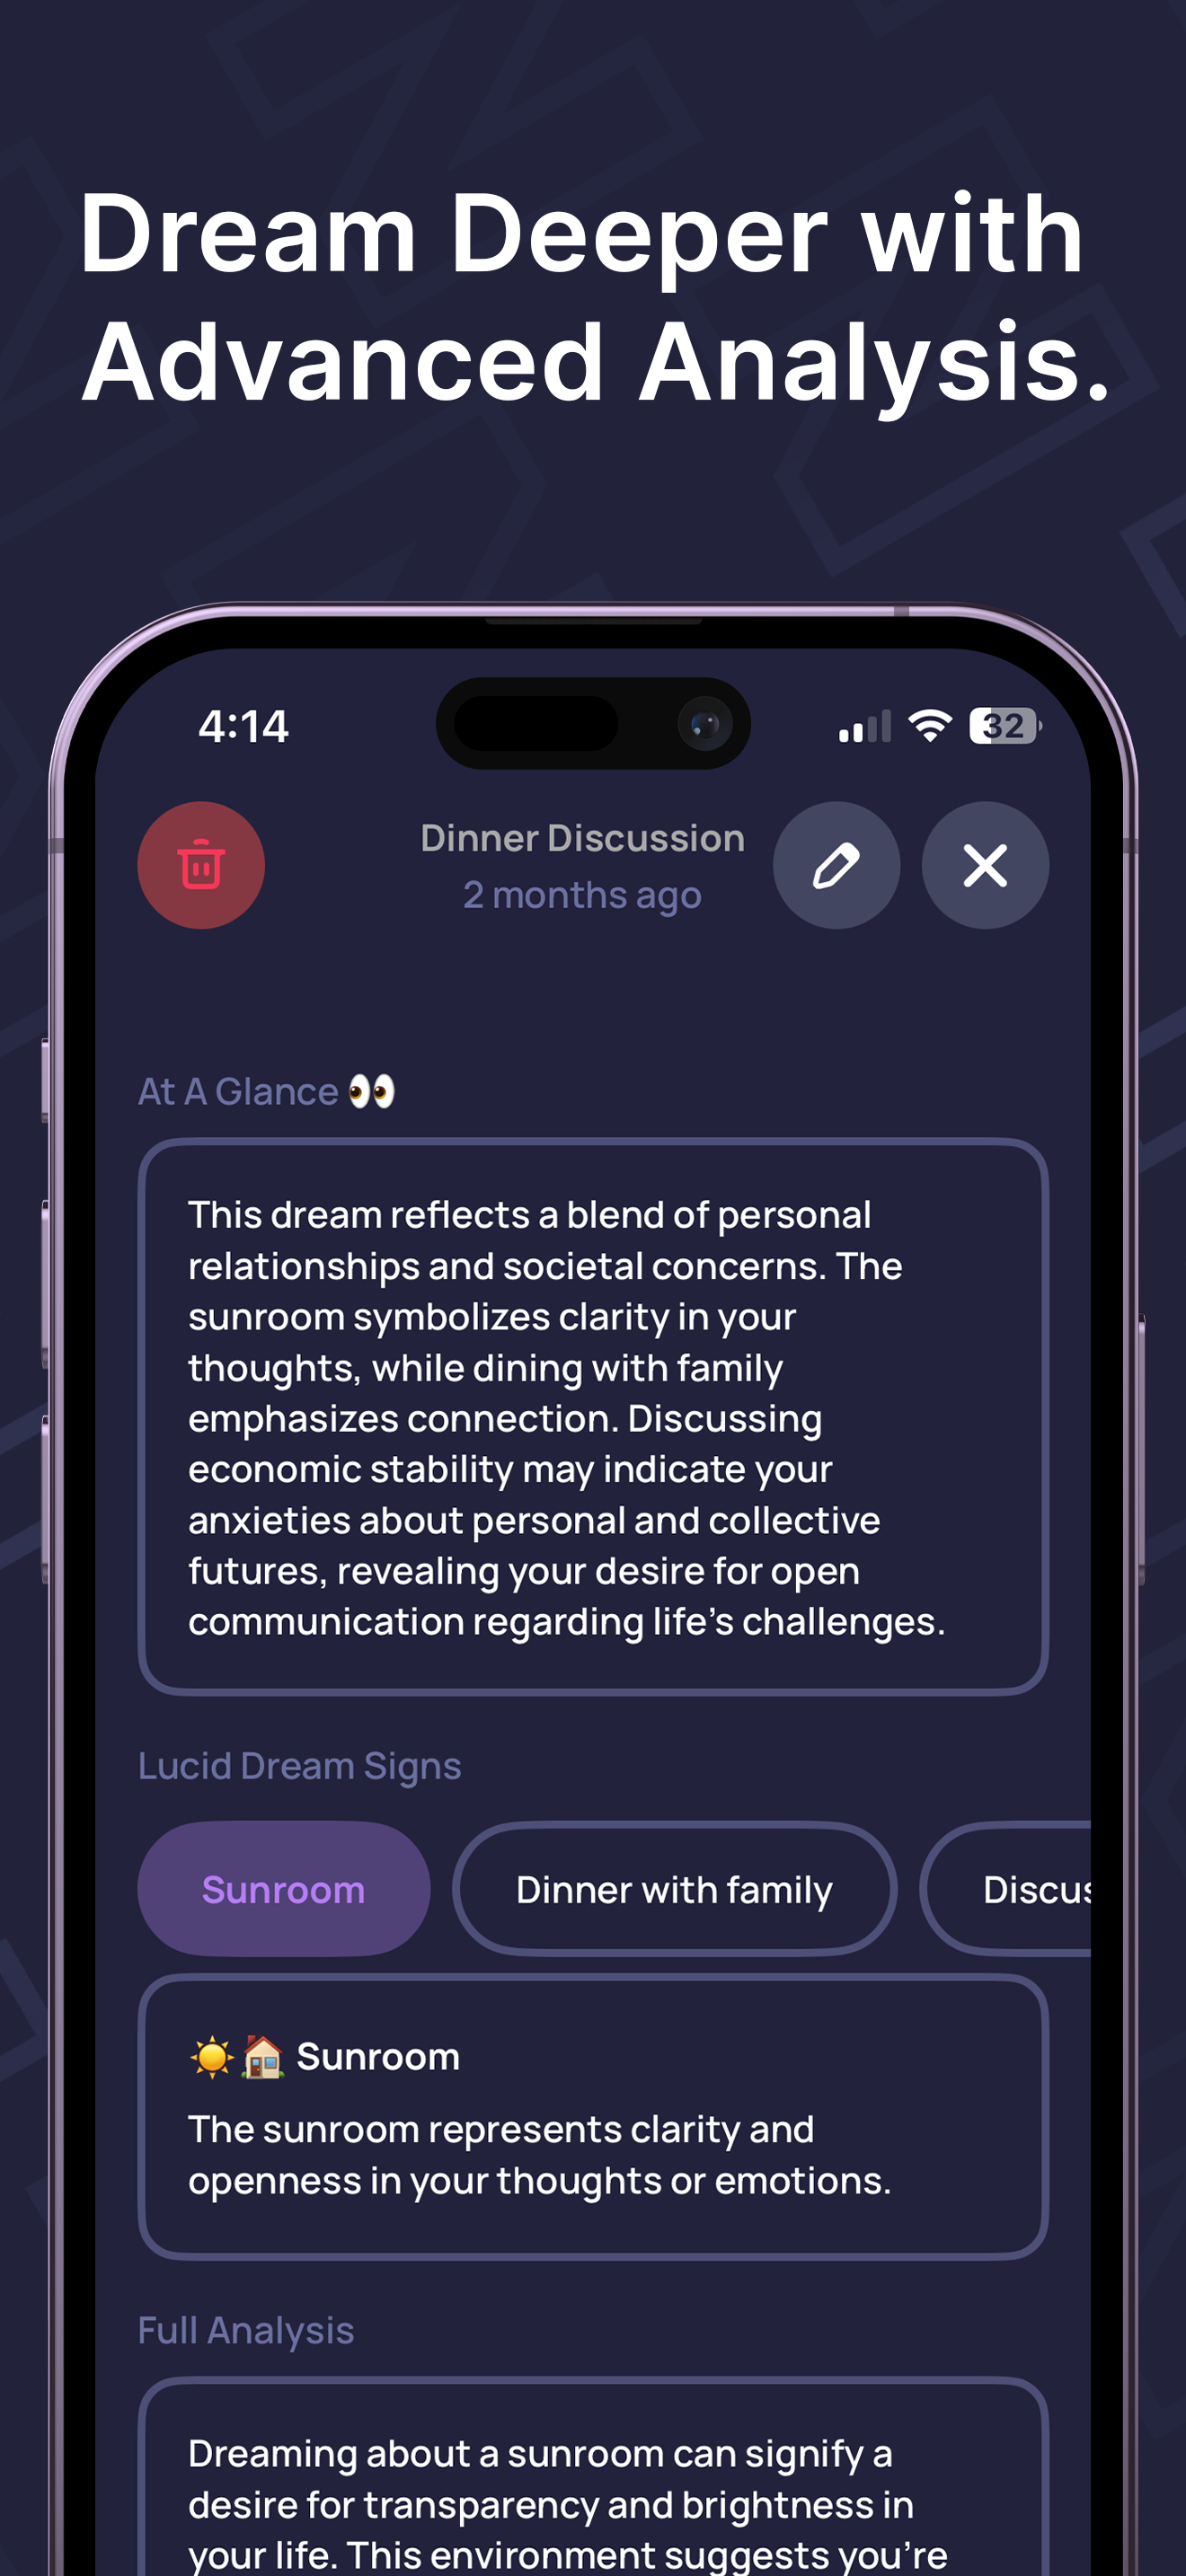 Dream Deeper with
Advanced Analysis.
4:14
32
Dinner Discussion
2 months ago
At A Glance 👀
This dream reflects a blend of personal
relationships and societal concerns. The
sunroom symbolizes clarity in your
thoughts, while dining with family
emphasizes connection. Discussing
economic stability may indicate your
anxieties about personal and collective
futures, revealing your desire for open
communication regarding life’s challenges.
Lucid Dream Signs
Sunroom
Dinner with family
☀️🏠 Sunroom
The sunroom represents clarity and
openness in your thoughts or emotions.
Full Analysis
Dreaming about a sunroom can signify a
desire for transparency and brightness in
your life. This environment suggests you’re